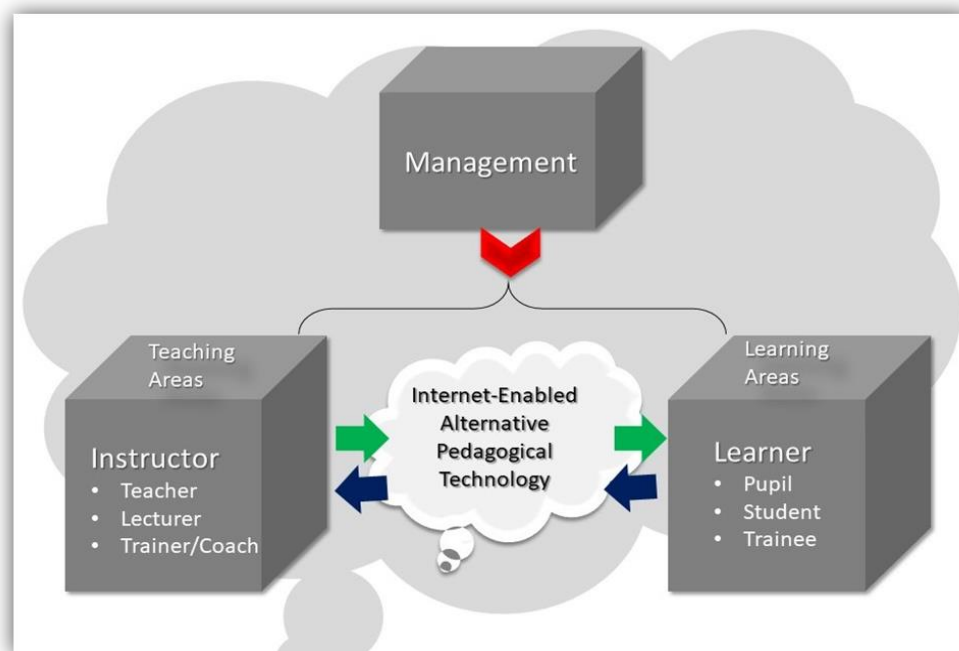 Management
Teaching
Areas
Instructor
• Teacher
• Lecturer
• Trainer/Coach
Internet-Enabled
Alternative
Pedagogical
Technology
Learning
Areas
Learner
• Pupil
• Student
• Trainee